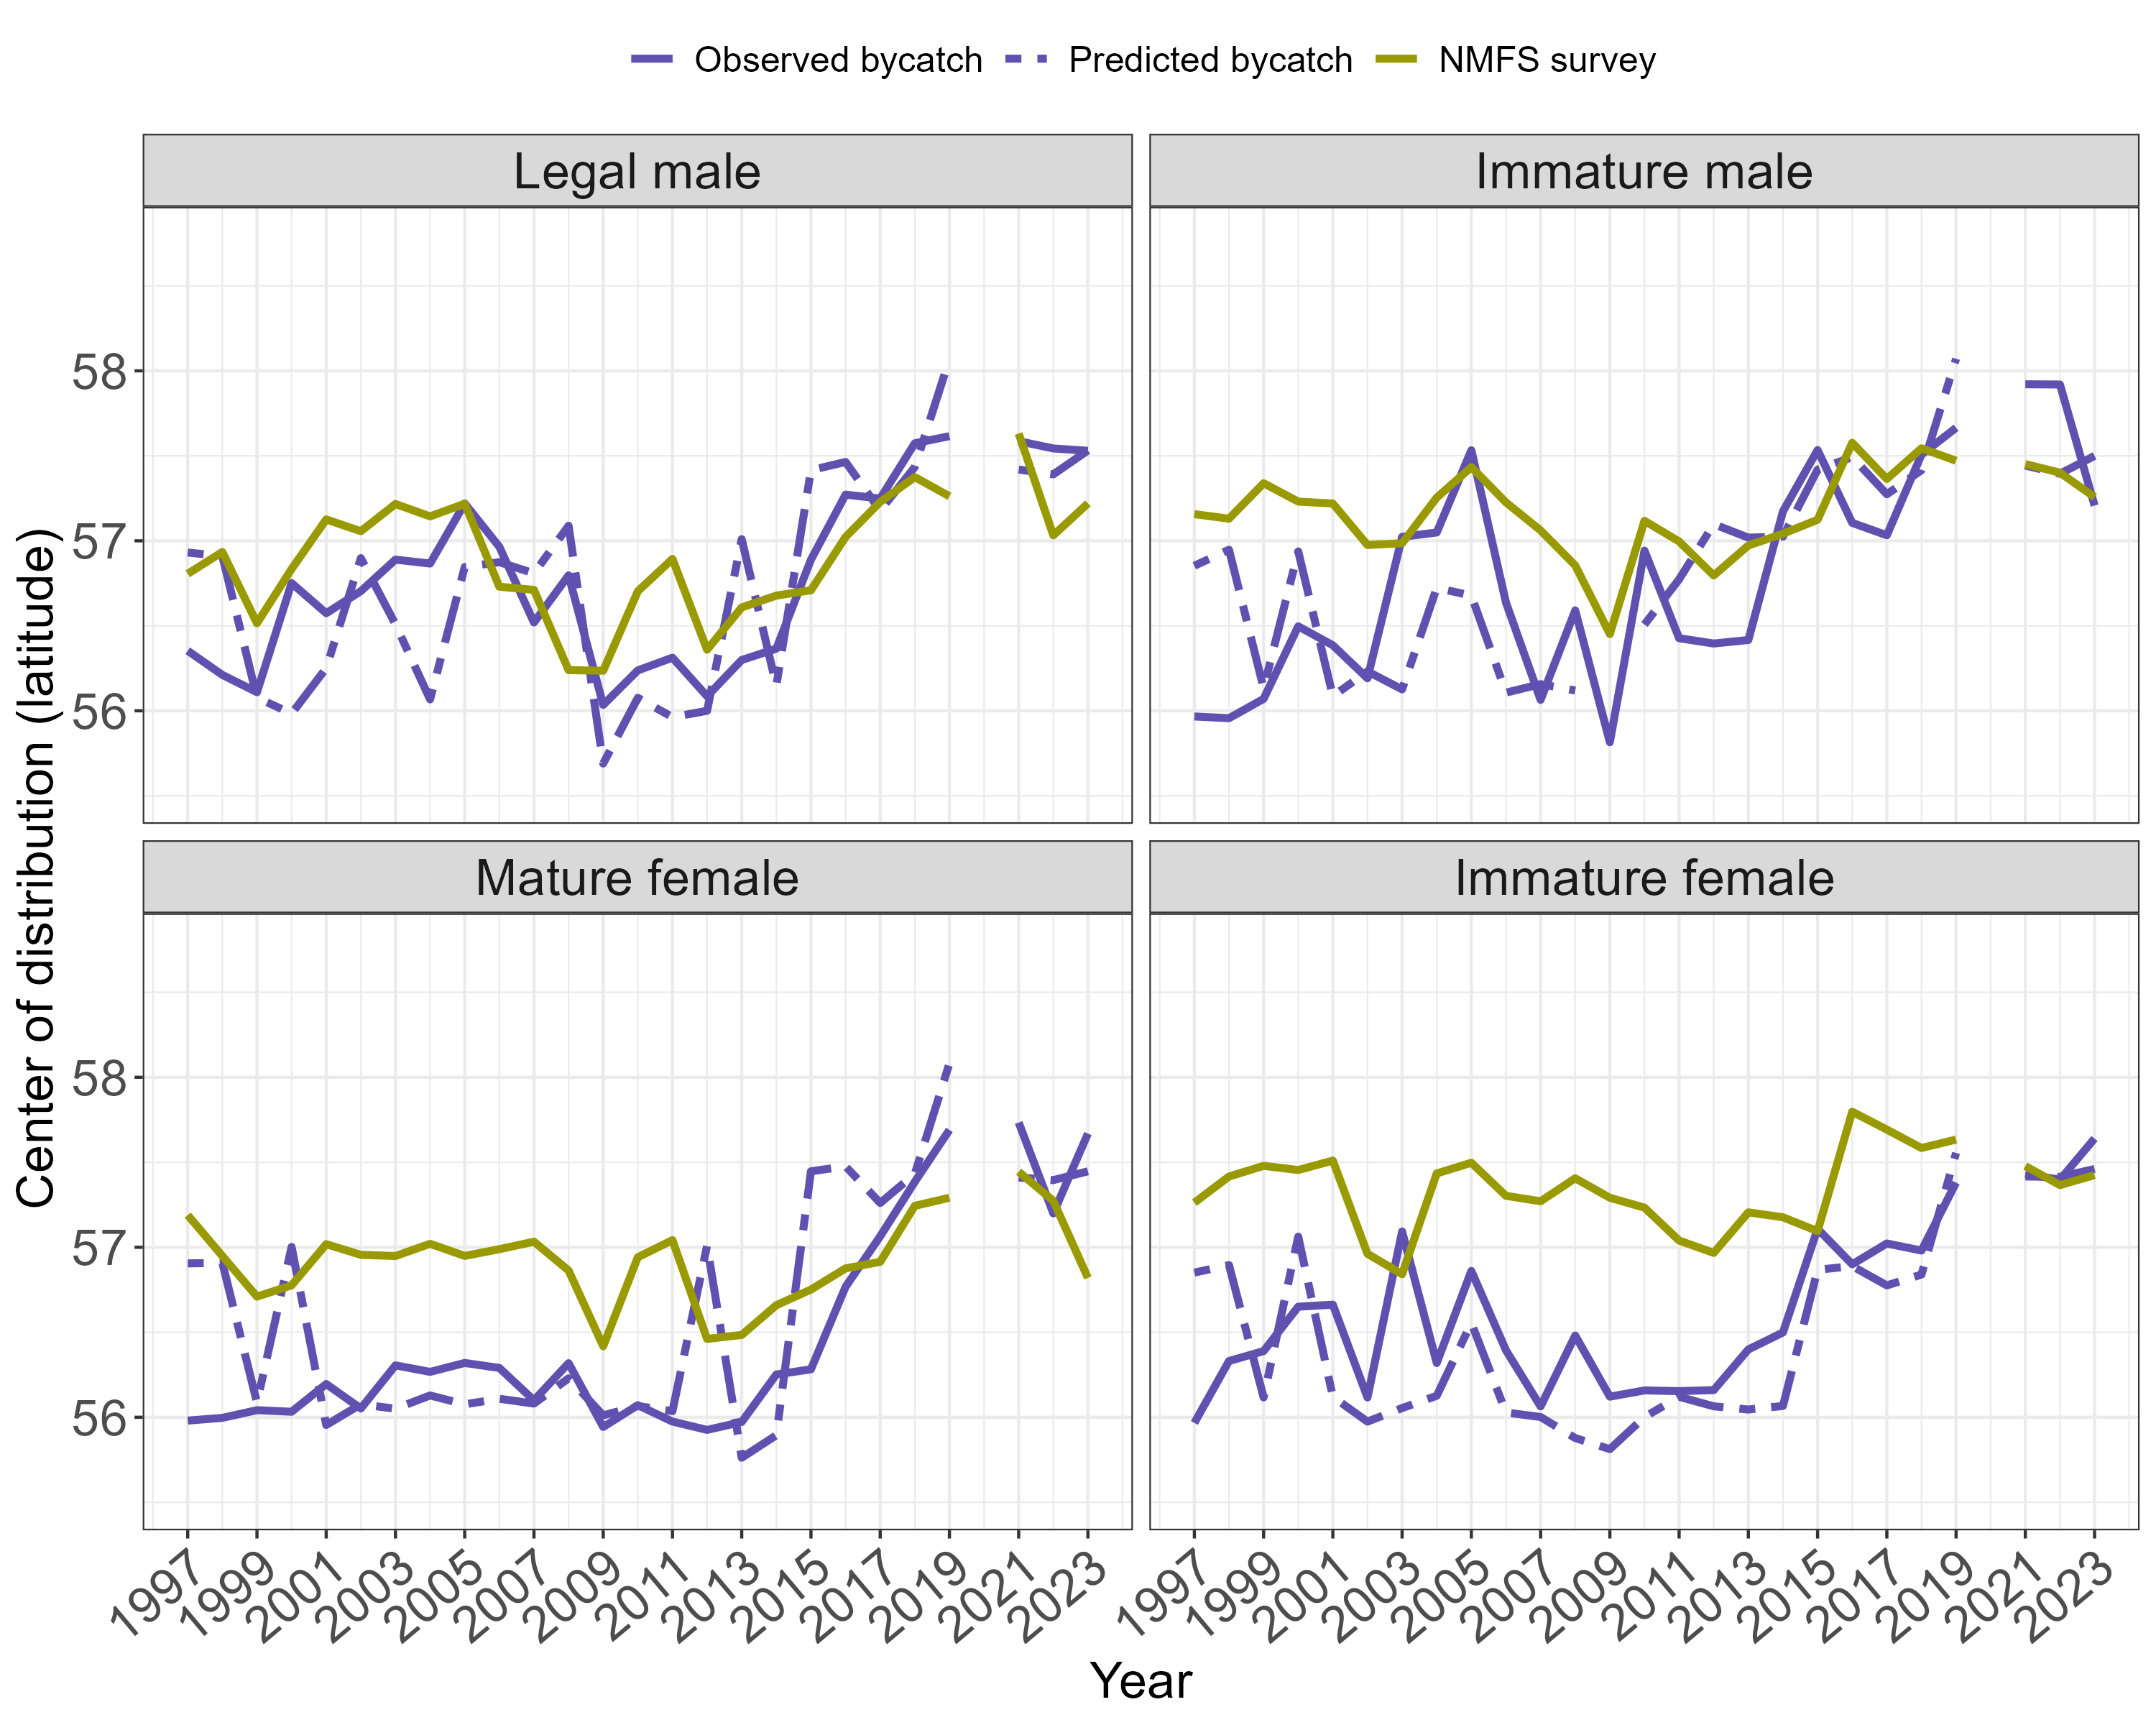 Observed bycatch Predicted bycatch NMFS survey
Legal male Immature male
58
57
56
Mature female Immature female
58
57
56
Center of distribution (latitude)
1997 1999 2001 2003 2005 2007 2009 2011 2013 2015 2017 2019 2021 2023 1997 1999 2001 2003 2005 2007 2009 2011 2013 2015 2017 2019 2021 2023
Year